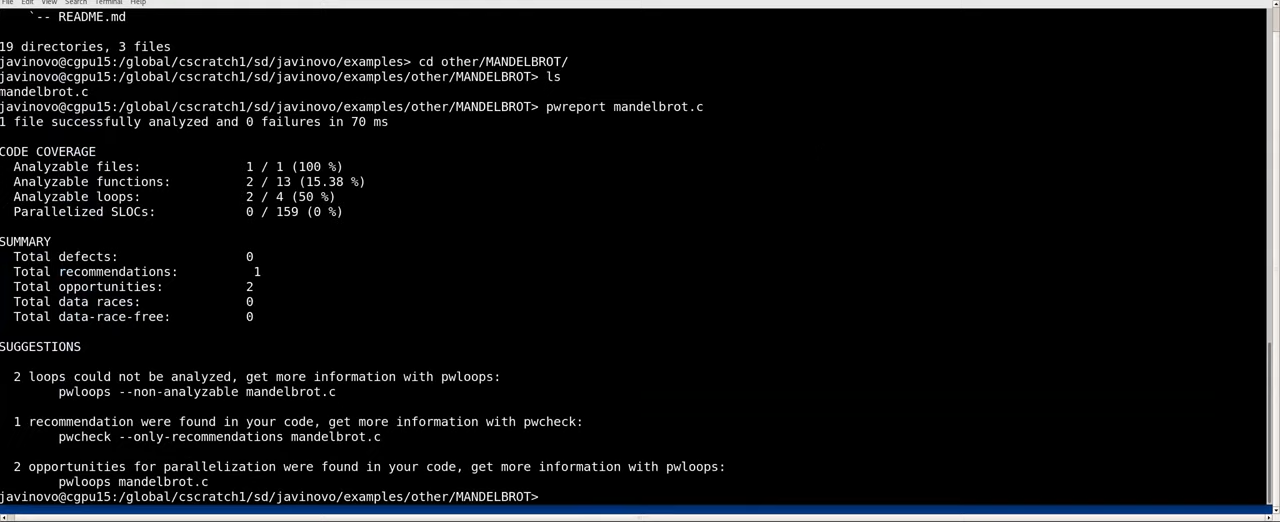 File Edit View Search Terminal Help
`-- README.md
19 directories, 3 files
javinovo@cgpu15:/global/cscratch1/sd/javinovo/examples> cd other/MANDELBROT/
javinovo@cgpu15:/global/cscratch1/sd/javinovo/examples/other/MANDELBROT> ls
mandelbrot.c
javinovo@cgpu15:/global/cscratch1/sd/javinovo/examples/other/MANDELBROT> pwreport mandelbrot.c
1 file successfully analyzed and 0 failures in 70 ms
CODE COVERAGE
Analyzable files: 1 / 1 (100 %)
Analyzable functions: 2 / 13 (15.38 %)
Analyzable loops: 2 / 4 (50 %)
Parallelized SLOCs: 0 / 159 (0 %)
SUMMARY
Total defects: 0
Total recommendations: 1
Total opportunities: 2
Total data races: 0
Total data-race-free: 0
SUGGESTIONS
2 loops could not be analyzed, get more information with pwloops:
pwloops --non-analyzable mandelbrot.c
1 recommendation were found in your code, get more information with pwcheck:
pwcheck --only-recommendations mandelbrot.c
2 opportunities for parallelization were found in your code, get more information with pwloops:
pwloops mandelbrot.c
javinovo@cgpu15:/global/cscratch1/sd/javinovo/examples/other/MANDELBROT>